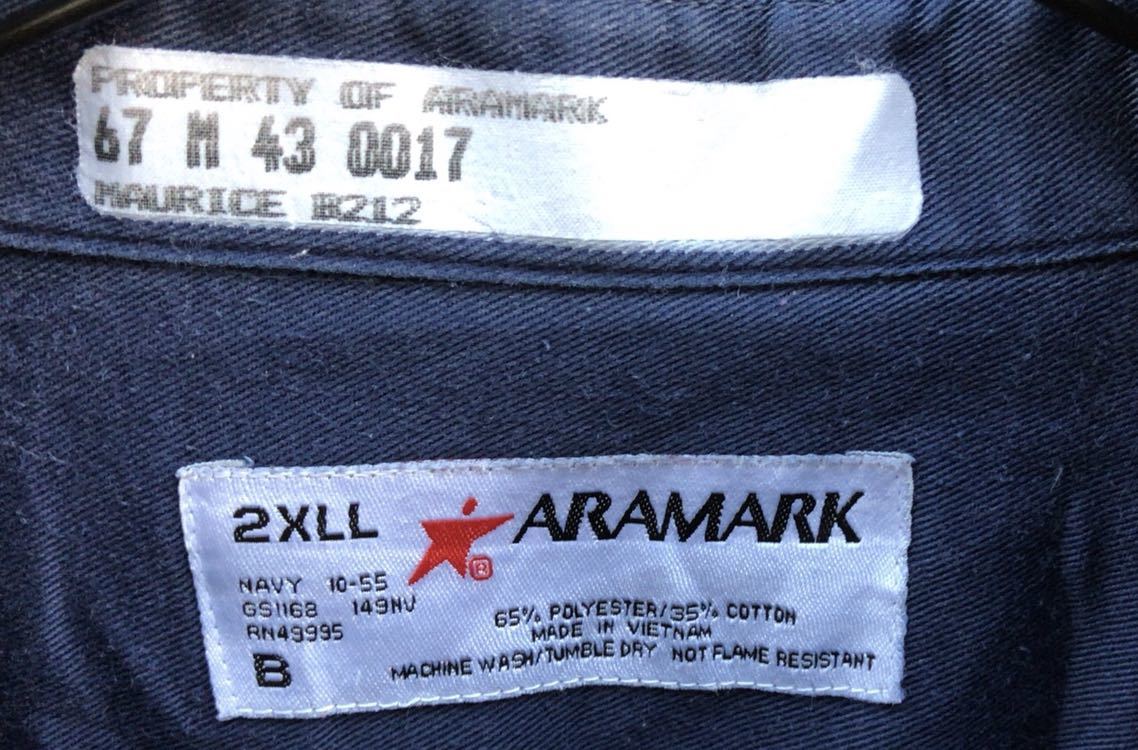 PROPERTY OF ARAMARK
67 M 43 0017
MAURICE B212
2XLL
ARAMARK
®
NAVY 10-55
GS1168 149NV
RN49995
B
65% POLYESTER/35% COTTON
MADE IN VIETNAM
MACHINE WASH/TUMBLE DRY NOT FLAME RESISTANT